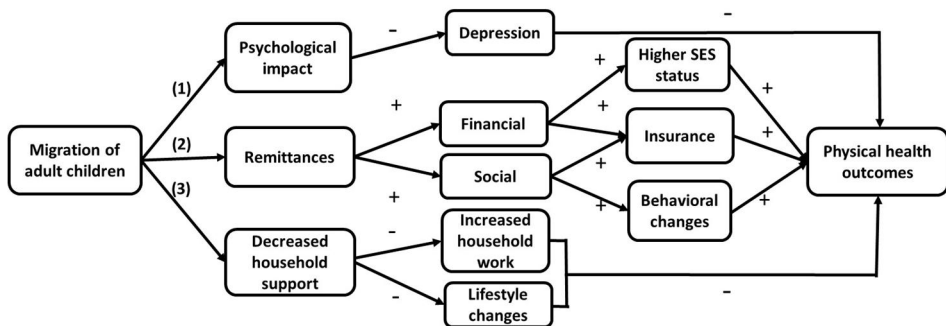 Migration of
adult children
(1)
(2)
(3)
Psychological
impact
Remittances
Decreased
household
support
-
+
+
-
-
Depression
Financial
Social
Increased
household
work
Lifestyle
changes
-
+
+
+
+
Higher SES
status
Insurance
Behavioral
changes
+
+
+
-
Physical health
outcomes